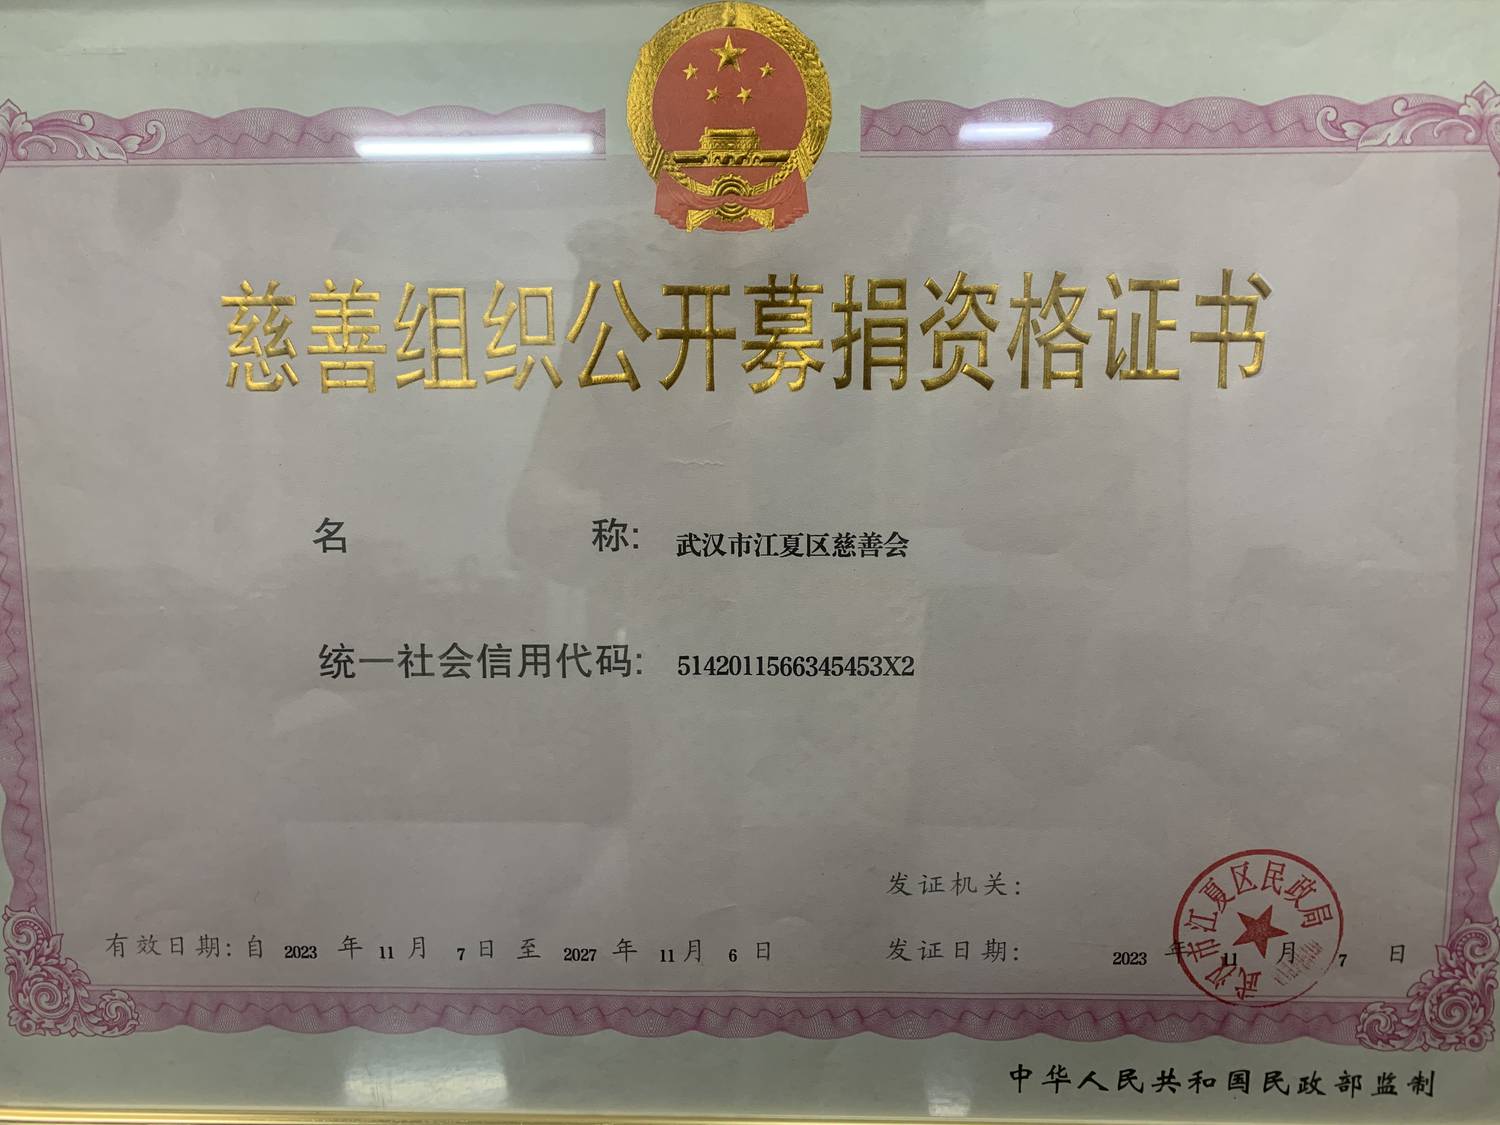 慈善组织公开募捐资格证书
名 称: 武汉市江夏区慈善会
统一社会信用代码: 5142011566345453X2
发证机关:
武汉市江夏区民政局
有效日期: 自 2023 年 11 月 7 日 至 2027 年 11 月 6 日
发证日期: 2023 年 11 月 7 日
中华人民共和国民政部监制